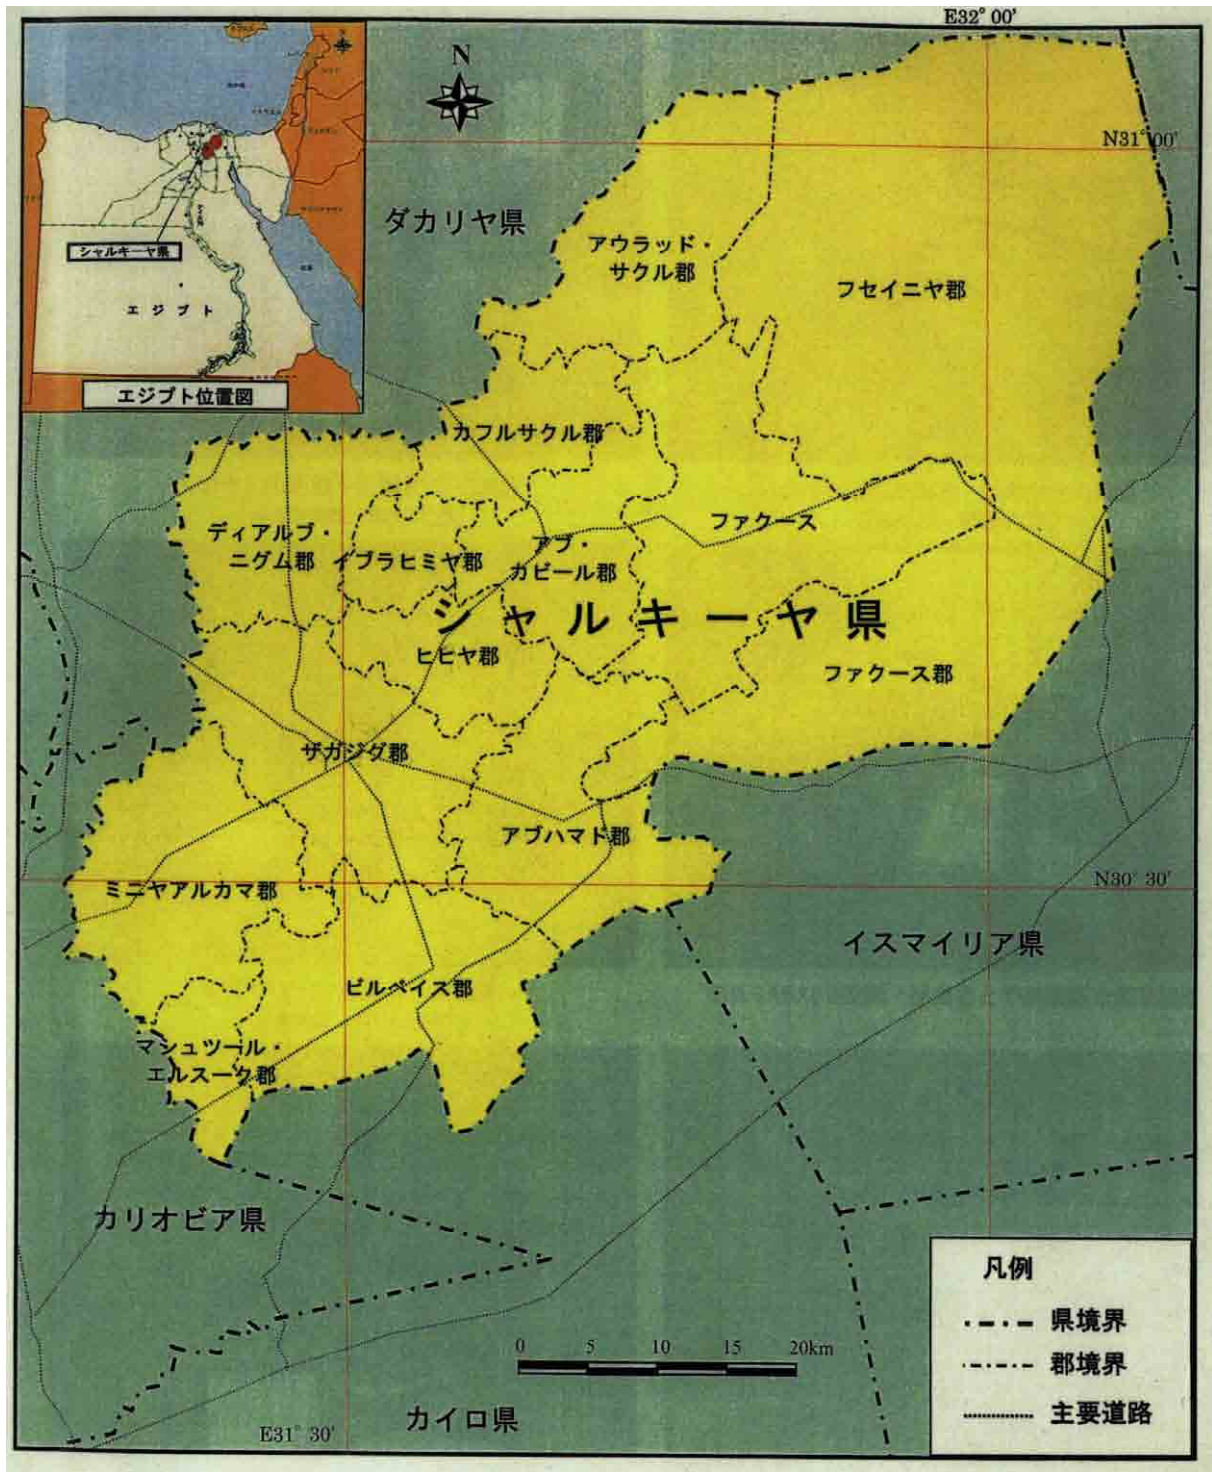 E32° 00'
N
N31° 00'
シャルキーヤ県
エジプト
エジプト位置図
ダカリヤ県
アウラッド・
サクル郡
フセイニヤ郡
カフルサクル郡
ディアルブ・
ニグム郡
イブラヒミヤ郡
アブ・
カビール郡
ファクース
シャルキーヤ県
ヒヒヤ郡
ファクース郡
ザガジグ郡
アブハマド郡
ミニヤアルカマ郡
N30° 30'
イスマイリア県
ビルベイス郡
マシュツール・
エルスーク郡
カリオビア県
凡例
県境界
郡境界
主要道路
0 5 10 15 20km
カイロ県
E31° 30'